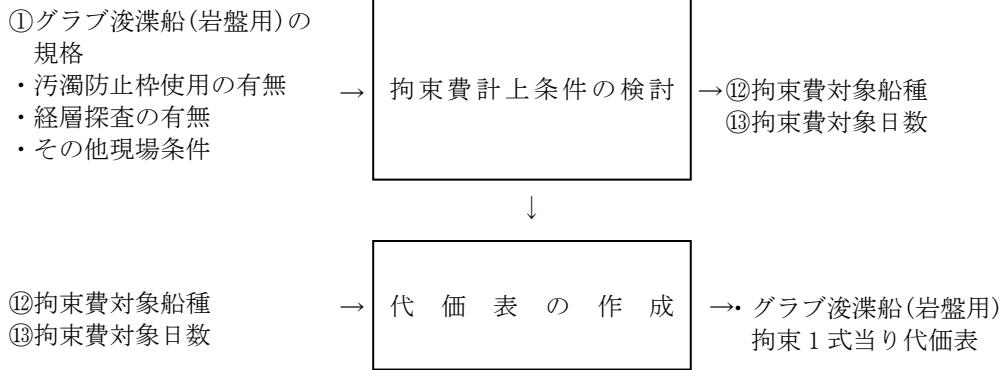 ①グラブ浚渫船(岩盤用)の
規格
・汚濁防止枠使用の有無
・経層探査の有無
・その他現場条件
→
拘束費計上条件の検討
→⑫拘束費対象船種
⑬拘束費対象日数
↓
⑫拘束費対象船種
⑬拘束費対象日数
→
代価表の作成
→・グラブ浚渫船(岩盤用)
拘束1式当り代価表